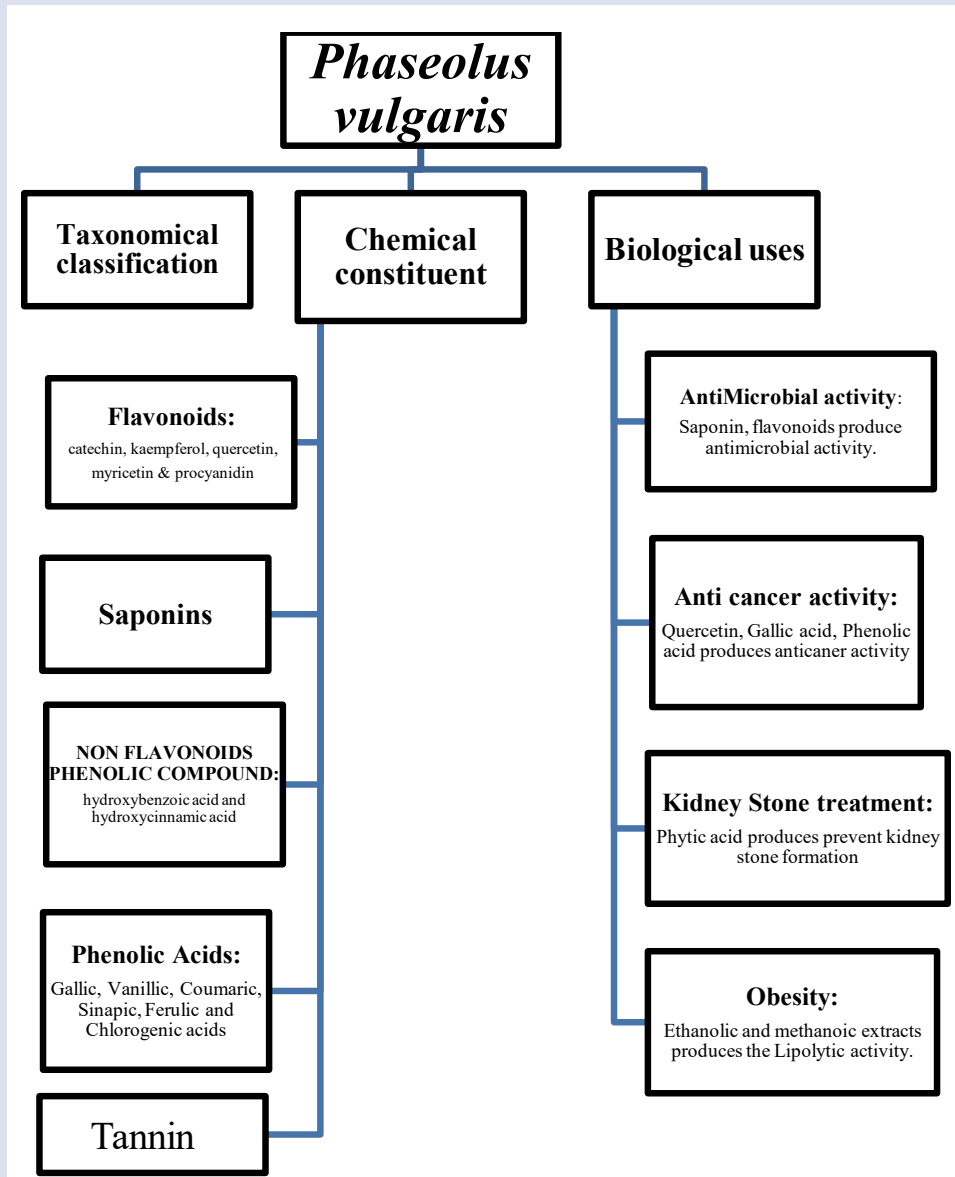 Phaseolus
vulgaris
Taxonomical
classification
Chemical
constituent
Biological uses
Flavonoids:
catechin, kaempferol, quercetin,
myricetin & procyanidin
Saponins
NON FLAVONOIDS
PHENOLIC COMPOUND:
hydroxybenzoic acid and
hydroxycinnamic acid
Phenolic Acids:
Gallic, Vanillic, Coumaric,
Sinapic, Ferulic and
Chlorogenic acids
Tannin
AntiMicrobial activity:
Saponin, flavonoids produce
antimicrobial activity.
Anti cancer activity:
Quercetin, Gallic acid, Phenolic
acid produces anticaner activity
Kidney Stone treatment:
Phytic acid produces prevent kidney
stone formation
Obesity:
Ethanolic and methanoic extracts
produces the Lipolytic activity.